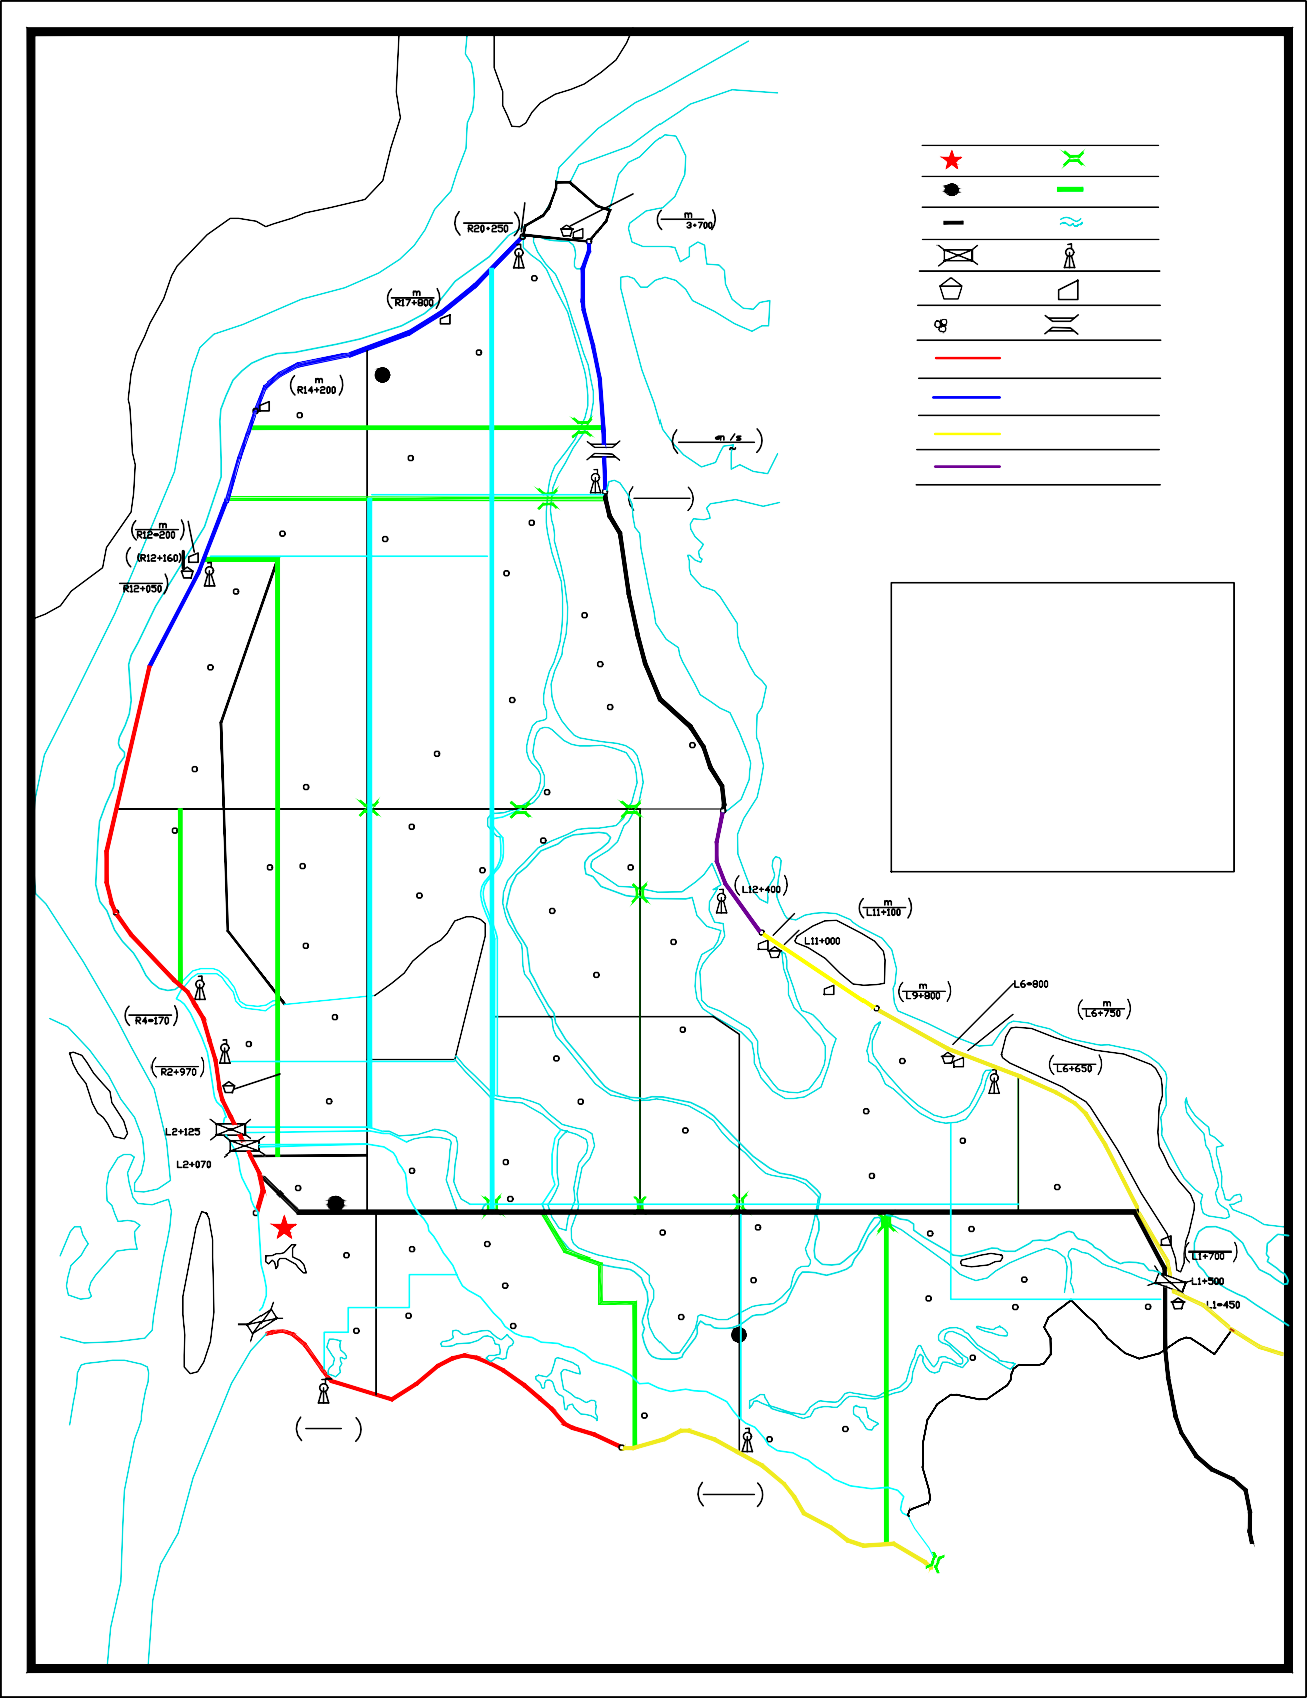 m
3+700
R20+250
m
R17+800
m
R14+200
m/s
m
R12=200
(R12+160)
R12+050
L12+400
m
L11+100
L11+000
m
L9+800
L6=800
m
L6+750
R4=170
R2+970
L6+650
L2+125
L2+070
L1+700
L1+500
L1=450